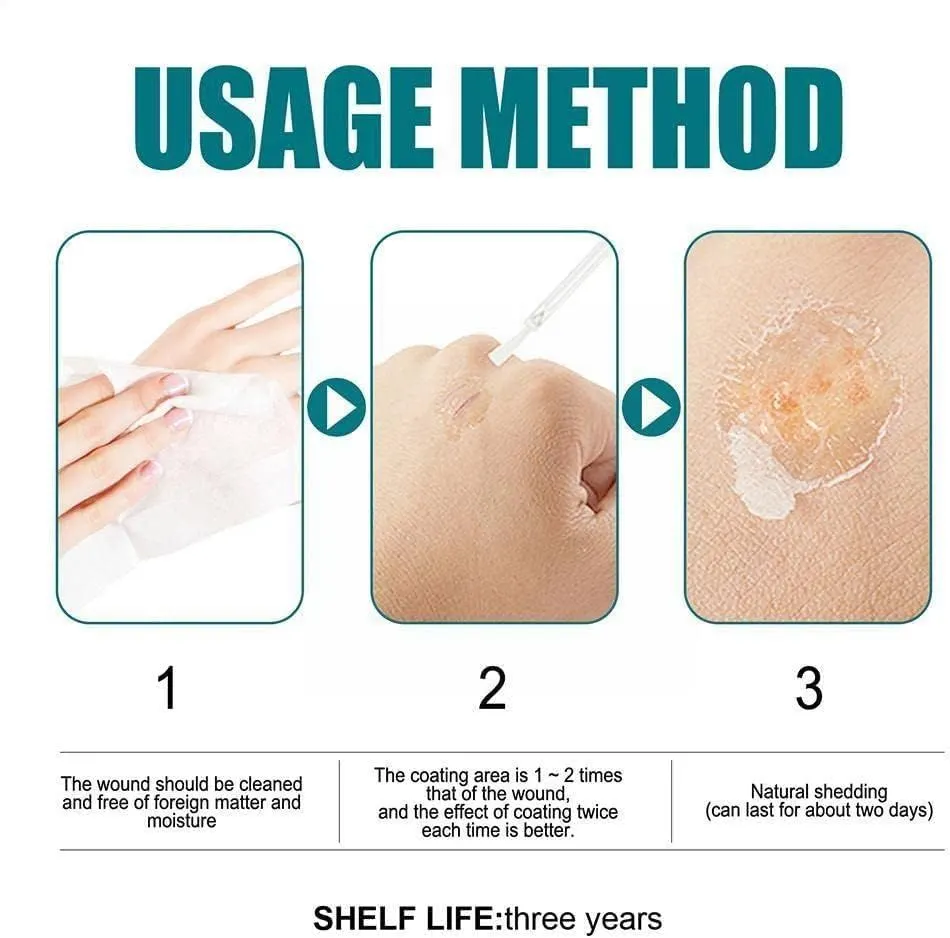 USAGE METHOD
1
2
3
The wound should be cleaned
and free of foreign matter and
moisture
The coating area is 1 ~ 2 times
that of the wound,
and the effect of coating twice
each time is better.
Natural shedding
(can last for about two days)
SHELF LIFE:three years